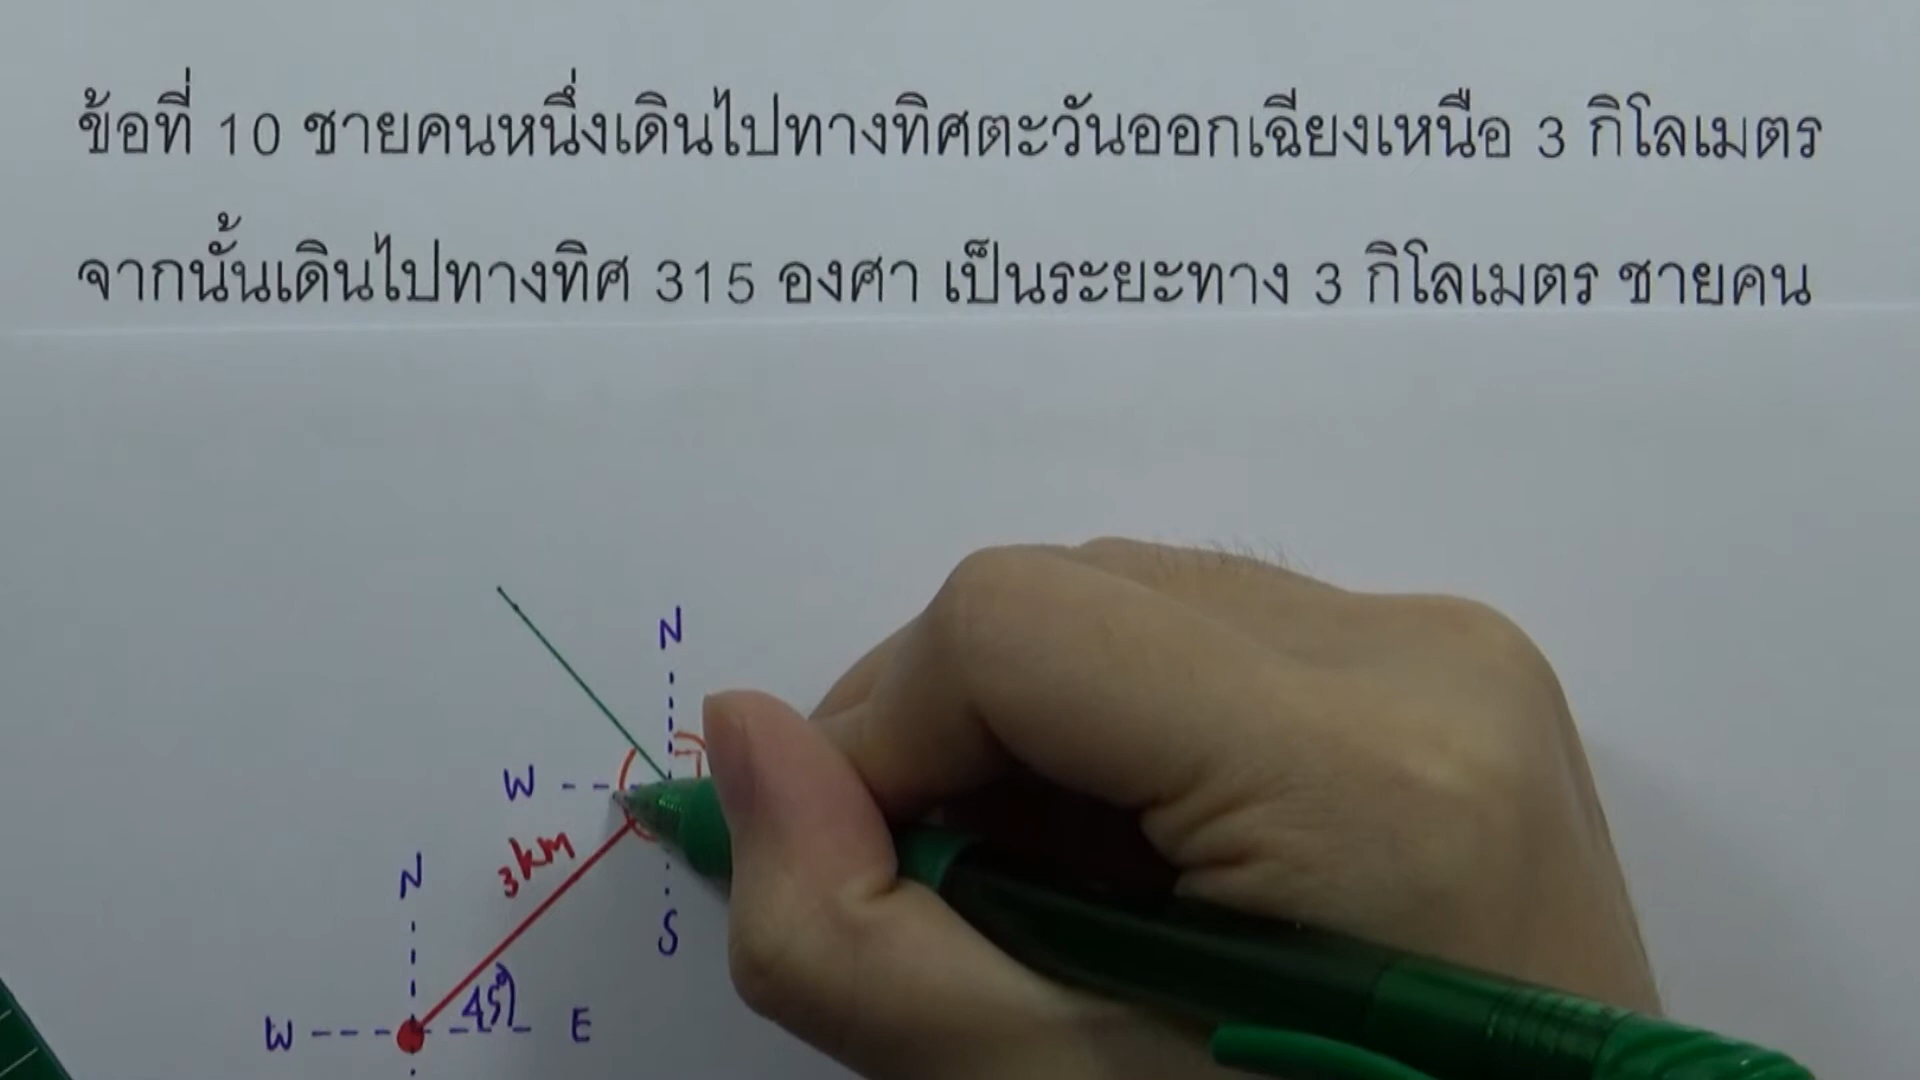 ข้อที่ 10 ชายคนหนึ่งเดินไปทางทิศตะวันออกเฉียงเหนือ 3 กิโลเมตร
จากนั้นเดินไปทางทิศ 315 องศา เป็นระยะทาง 3 กิโลเมตร ชายคน
N
W
3 km
S
N
45°
W
E